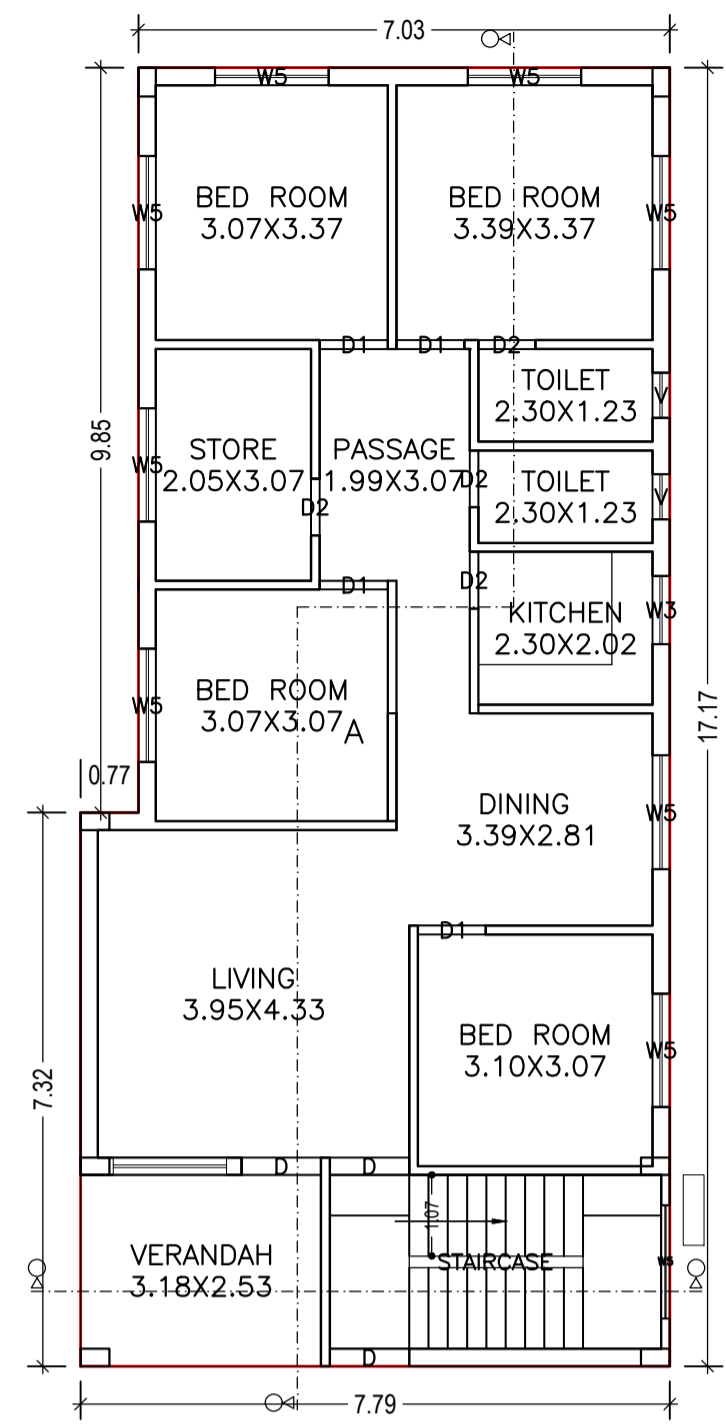 7.03
W5
W5
BED ROOM
3.07X3.37
BED ROOM
3.39X3.37
W5
W5
D1
D1
D2
TOILET
2.30X1.23
V
9.85
STORE
2.05X3.07
W5
PASSAGE
1.99X3.07
D2
D2
TOILET
2.30X1.23
V
D1
D2
KITCHEN
2.30X2.02
W3
BED ROOM
3.07X3.07
A
W5
17.17
0.77
DINING
3.39X2.81
W5
D1
LIVING
3.95X4.33
BED ROOM
3.10X3.07
W5
7.32
D
D
1.07
VERANDAH
3.18X2.53
STAIRCASE
W5
D
7.79